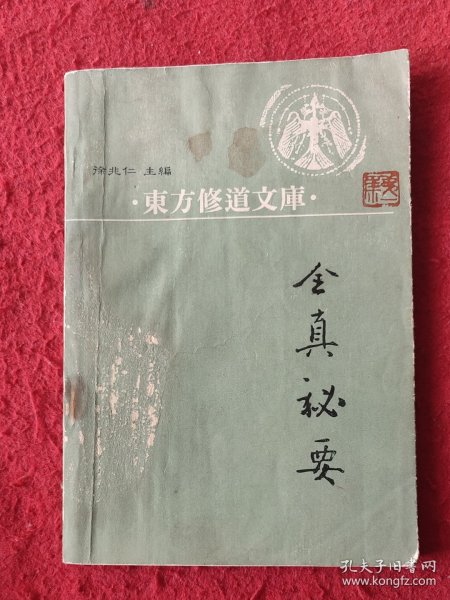 徐兆仁 主編
·東方修道文庫·
全真秘要
孔夫子旧书网
www.kongfz.com